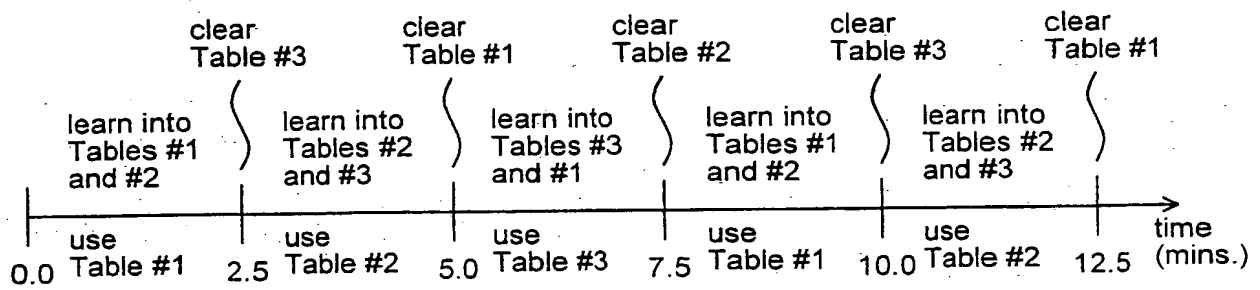 clear
Table #3
clear
Table #1
clear
Table #2
clear
Table #3
clear
Table #1
learn into
Tables #1
and #2
learn into
Tables #2
and #3
learn into
Tables #3
and #1
learn into
Tables #1
and #2
learn into
Tables #2
and #3
0.0
use
Table #1
2.5
use
Table #2
5.0
use
Table #3
7.5
use
Table #1
10.0
use
Table #2
12.5
time
(mins.)